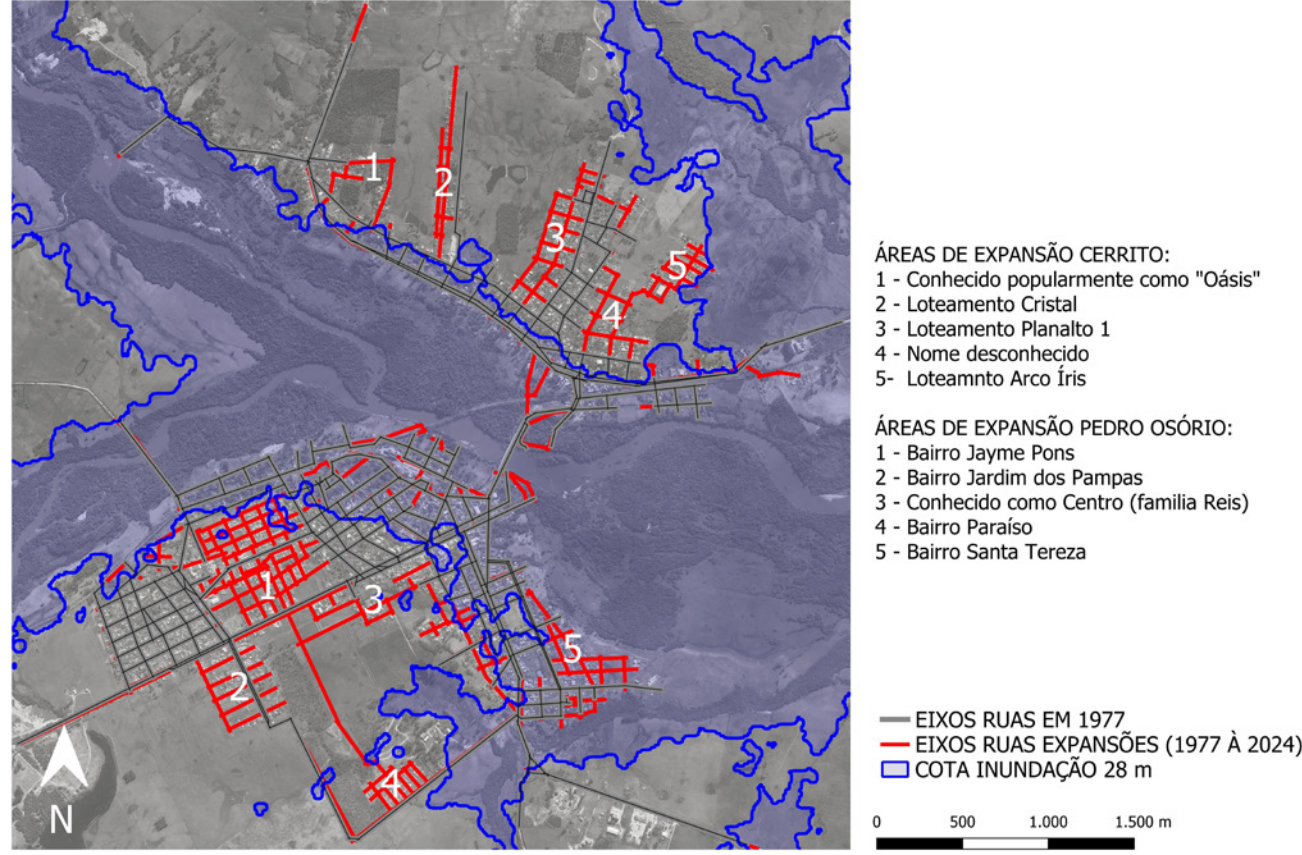 1
2
3
5
4
1
3
5
2
4
N
ÁREAS DE EXPANSÃO CERRITO:
1 - Conhecido popularmente como "Oásis"
2 - Loteamento Cristal
3 - Loteamento Planalto 1
4 - Nome desconhecido
5- Loteamnto Arco Íris
ÁREAS DE EXPANSÃO PEDRO OSÓRIO:
1 - Bairro Jayme Pons
2 - Bairro Jardim dos Pampas
3 - Conhecido como Centro (familia Reis)
4 - Bairro Paraíso
5 - Bairro Santa Tereza
EIXOS RUAS EM 1977
EIXOS RUAS EXPANSÕES (1977 À 2024)
COTA INUNDAÇÃO 28 m
0 500 1.000 1.500 m